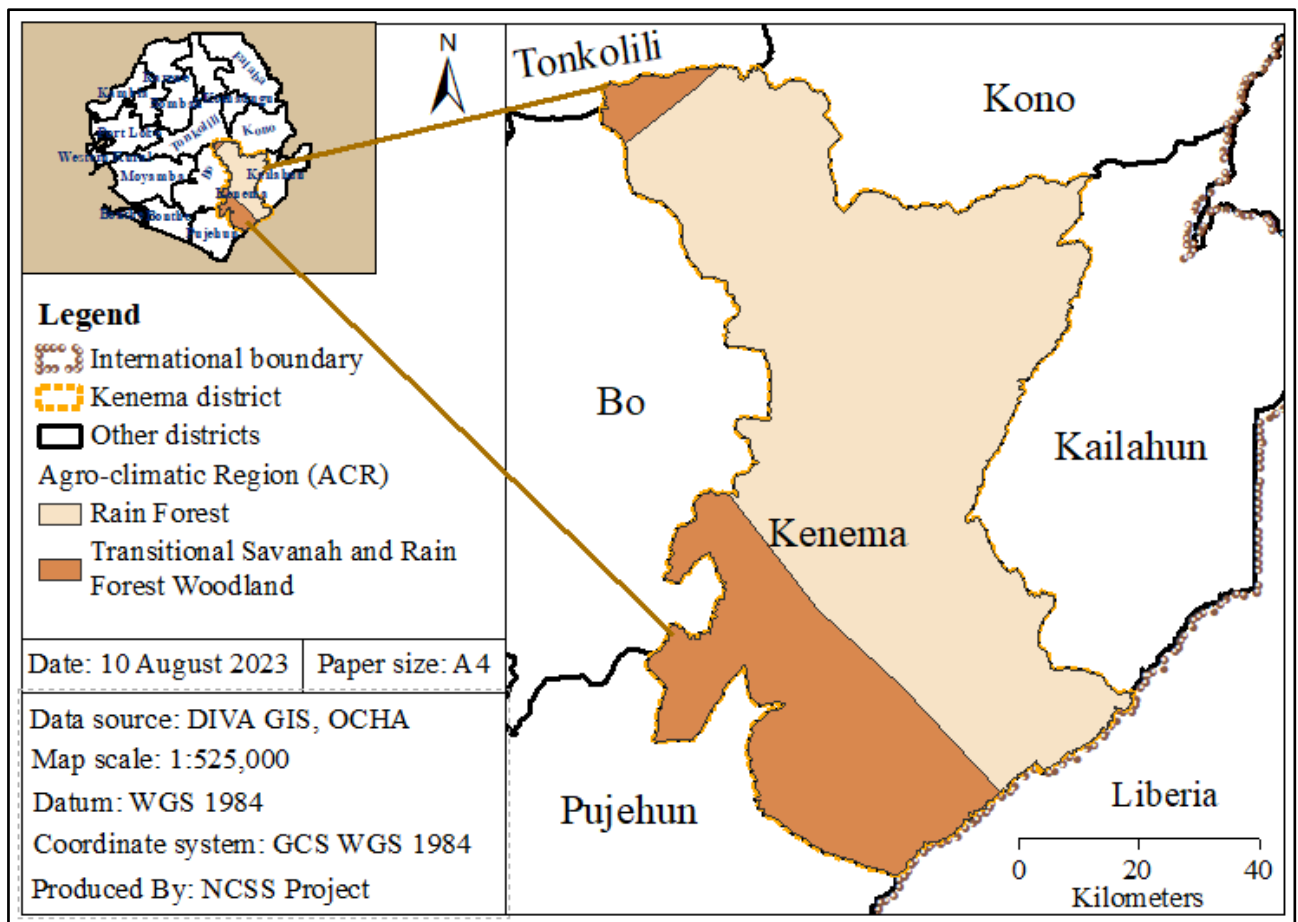 N
Tonkolili
Kono
Kambia
Tonkolili
Kono
Moyamba
Bo
Kailahun
Kenema
Pujehun
Legend
International boundary
Kenema district
Other districts
Agro-climatic Region (ACR)
Rain Forest
Transitional Savanah and Rain
Forest Woodland
Date: 10 August 2023
Paper size: A4
Data source: DIVA GIS, OCHA
Map scale: 1:525,000
Datum: WGS 1984
Coordinate system: GCS WGS 1984
Produced By: NCSS Project
Bo
Kailahun
Kenema
Pujehun
Liberia
0 20 40
Kilometers